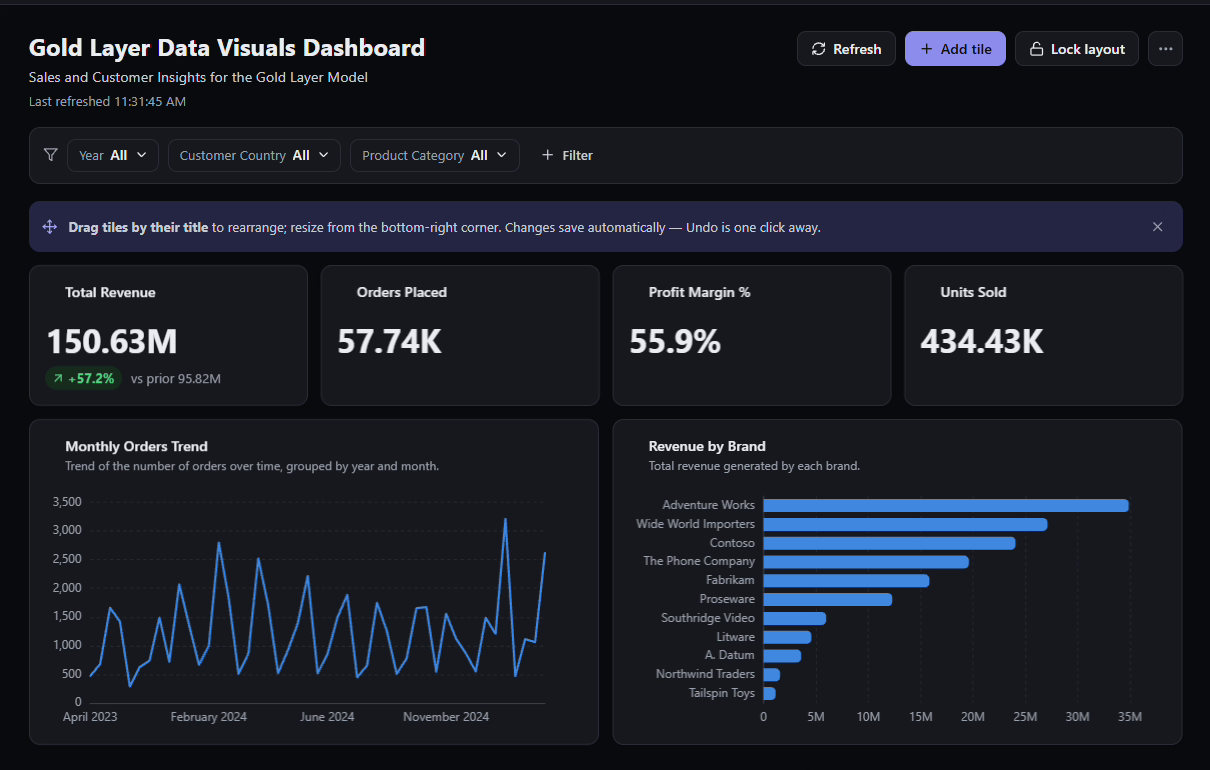 Gold Layer Data Visuals Dashboard
Refresh
Add tile
Lock layout
Sales and Customer Insights for the Gold Layer Model
Last refreshed 11:31:45 AM
Year All
Customer Country All
Product Category All
+ Filter
Drag tiles by their title to rearrange; resize from the bottom-right corner. Changes save automatically — Undo is one click away.
Total Revenue
150.63M
+57.2% vs prior 95.82M
Orders Placed
57.74K
Profit Margin %
55.9%
Units Sold
434.43K
Monthly Orders Trend
Trend of the number of orders over time, grouped by year and month.
3,500
3,000
2,500
2,000
1,500
1,000
500
0
April 2023
February 2024
June 2024
November 2024
Revenue by Brand
Total revenue generated by each brand.
Adventure Works
Wide World Importers
Contoso
The Phone Company
Fabrikam
Proseware
Southridge Video
Litware
A. Datum
Northwind Traders
Tailspin Toys
0
5M
10M
15M
20M
25M
30M
35M